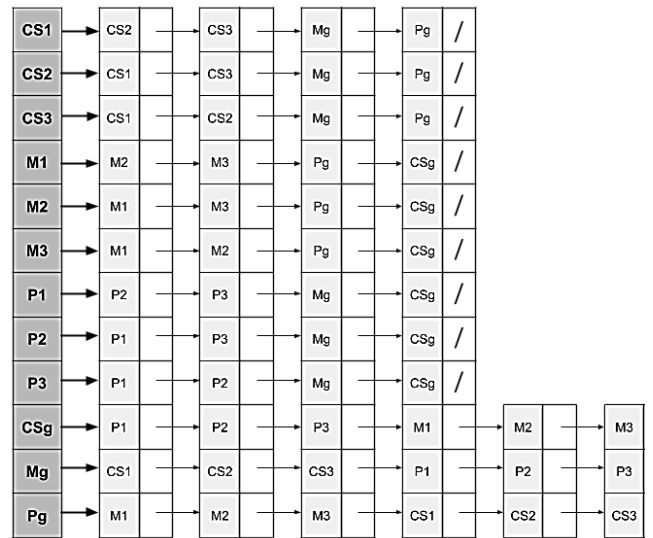 CS1 CS2 CS3 Mg Pg /
CS2 CS1 CS3 Mg Pg /
CS3 CS1 CS2 Mg Pg /
M1 M2 M3 Pg CSg /
M2 M1 M3 Pg CSg /
M3 M1 M2 Pg CSg /
P1 P2 P3 Mg CSg /
P2 P1 P3 Mg CSg /
P3 P1 P2 Mg CSg /
CSg P1 P2 P3 M1 M2 M3
Mg CS1 CS2 CS3 P1 P2 P3
Pg M1 M2 M3 CS1 CS2 CS3